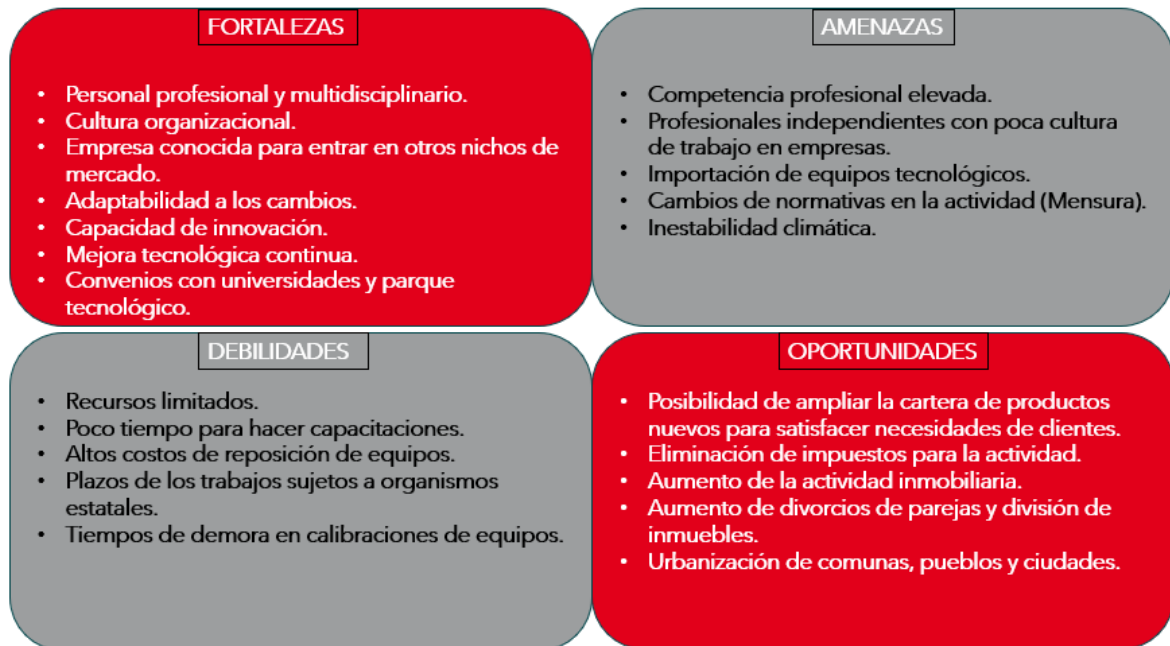 FORTALEZAS
• Personal profesional y multidisciplinario.
• Cultura organizacional.
• Empresa conocida para entrar en otros nichos de
mercado.
• Adaptabilidad a los cambios.
• Capacidad de innovación.
• Mejora tecnológica continua.
• Convenios con universidades y parque
tecnológico.
AMENAZAS
• Competencia profesional elevada.
• Profesionales independientes con poca cultura
de trabajo en empresas.
• Importación de equipos tecnológicos.
• Cambios de normativas en la actividad (Mensura).
• Inestabilidad climática.
DEBILIDADES
• Recursos limitados.
• Poco tiempo para hacer capacitaciones.
• Altos costos de reposición de equipos.
• Plazos de los trabajos sujetos a organismos
estatales.
• Tiempos de demora en calibraciones de equipos.
OPORTUNIDADES
• Posibilidad de ampliar la cartera de productos
nuevos para satisfacer necesidades de clientes.
• Eliminación de impuestos para la actividad.
• Aumento de la actividad inmobiliaria.
• Aumento de divorcios de parejas y división de
inmuebles.
• Urbanización de comunas, pueblos y ciudades.